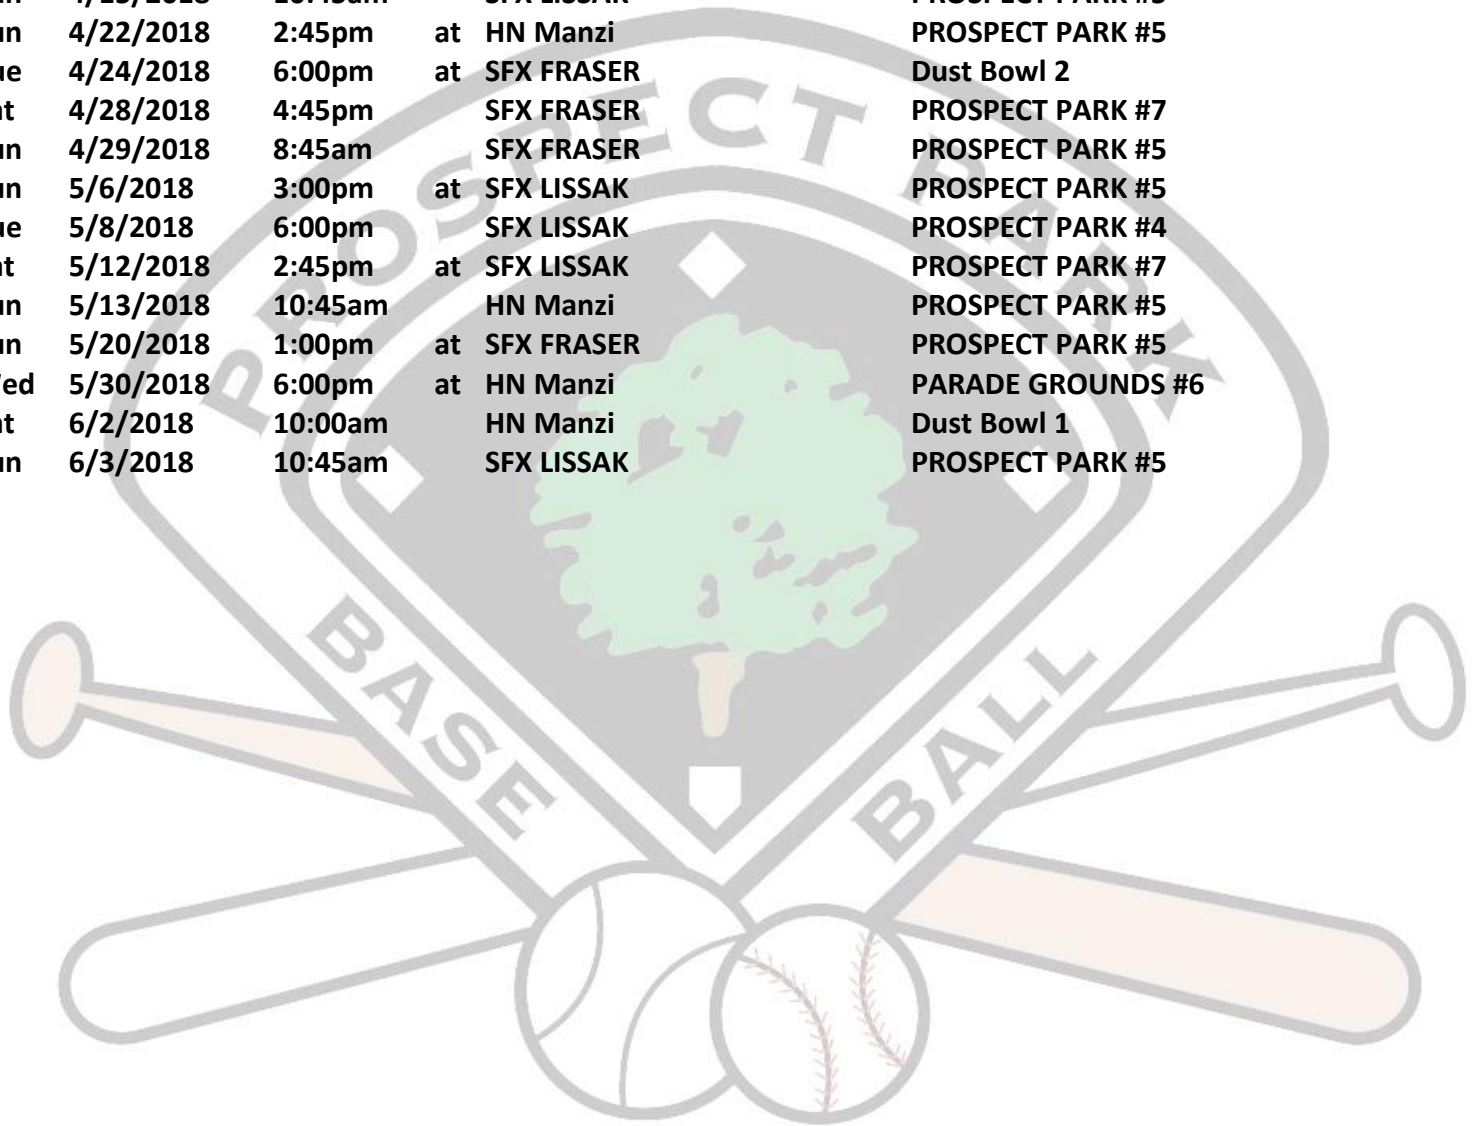 SFX LISSAK PROSPECT PARK
un 4/22/2018 2:45pm at HN Manzi PROSPECT PARK #5
ue 4/24/2018 6:00pm at SFX FRASER Dust Bowl 2
at 4/28/2018 4:45pm SFX FRASER PROSPECT PARK #7
un 4/29/2018 8:45am SFX FRASER PROSPECT PARK #5
un 5/6/2018 3:00pm at SFX LISSAK PROSPECT PARK #5
ue 5/8/2018 6:00pm SFX LISSAK PROSPECT PARK #4
at 5/12/2018 2:45pm at SFX LISSAK PROSPECT PARK #7
un 5/13/2018 10:45am HN Manzi PROSPECT PARK #5
un 5/20/2018 1:00pm at SFX FRASER PROSPECT PARK #5
ed 5/30/2018 6:00pm at HN Manzi PARADE GROUNDS #6
at 6/2/2018 10:00am HN Manzi Dust Bowl 1
un 6/3/2018 10:45am SFX LISSAK PROSPECT PARK #5
PROSPECT PARK
BASE BALL